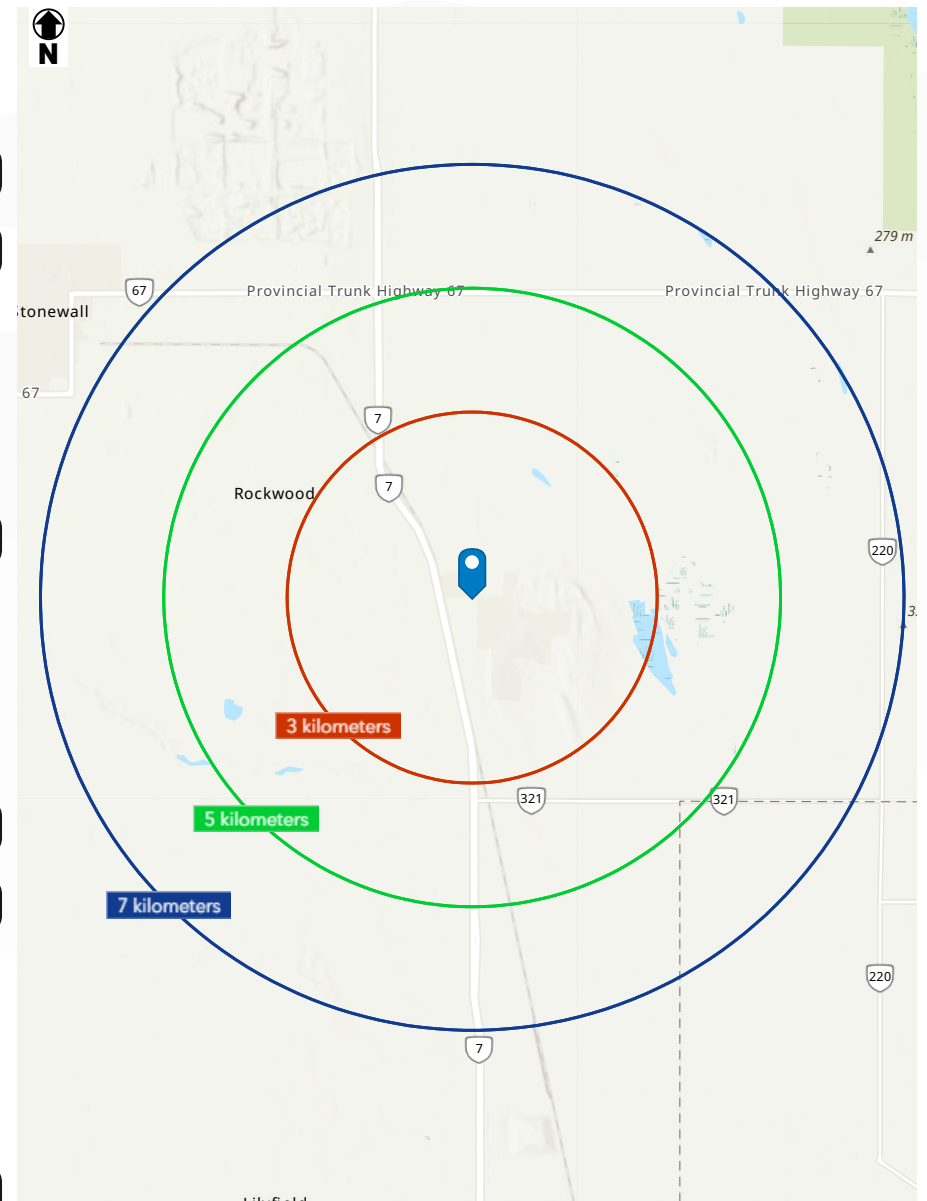 N
279 m
67
Provincial Trunk Highway 67
Provincial Trunk Highway 67
Stonewall
67
7
7
Rockwood
220
3 kilometers
321
321
5 kilometers
7 kilometers
220
7